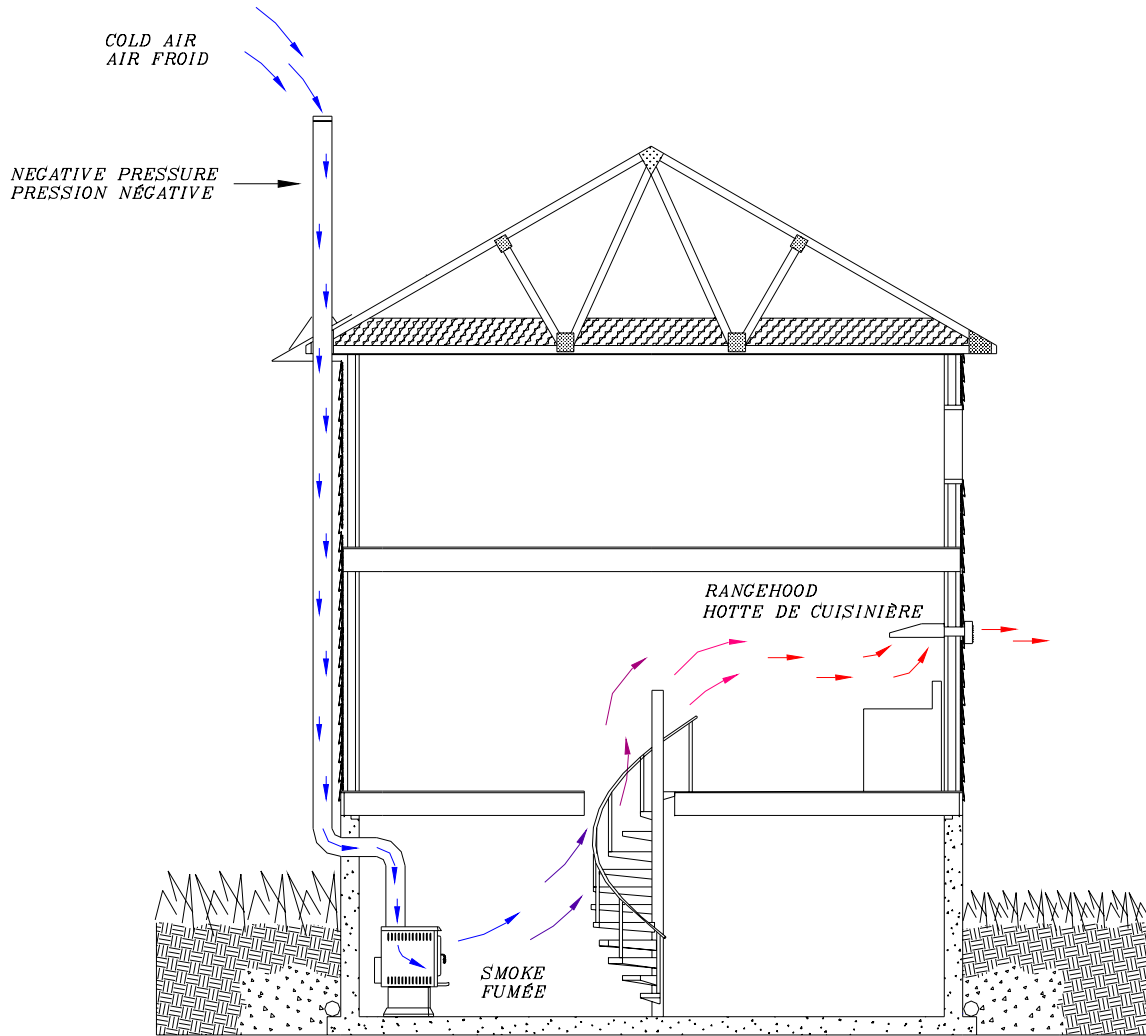 COLD AIR
AIR FROID
NEGATIVE PRESSURE
PRESSION NÉGATIVE
RANGEHOOD
HOTTE DE CUISINIÈRE
SMOKE
FUMÉE